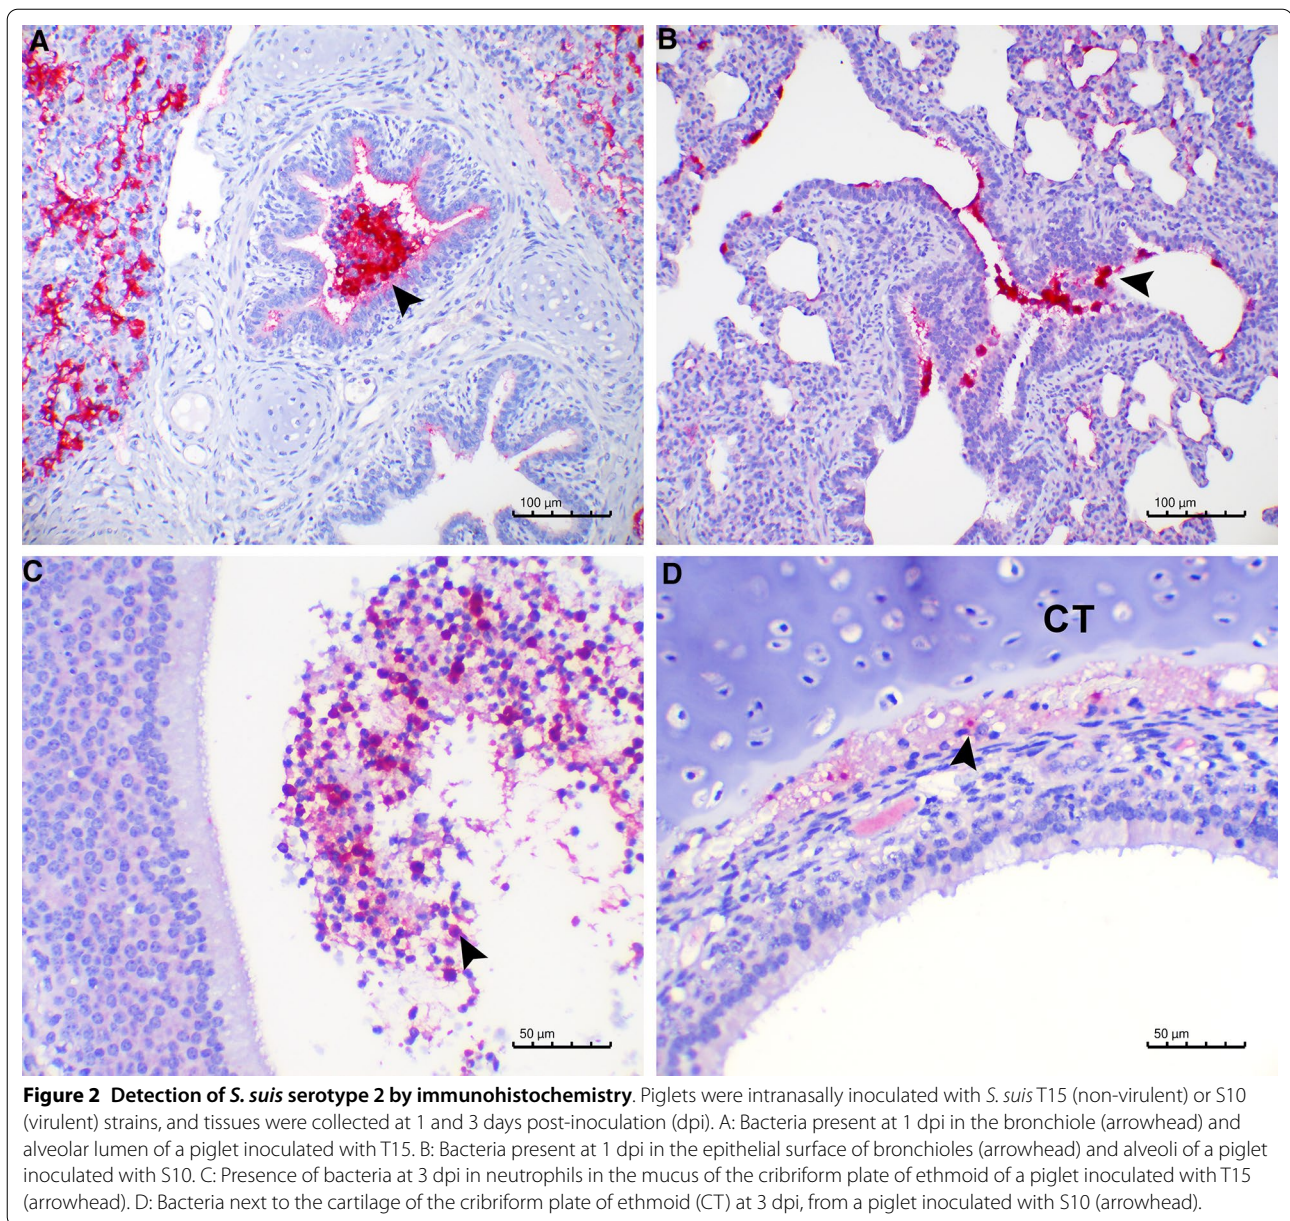 A
B
100 µm
100 µm
C
D
CT
50 µm
50 µm
Figure 2 Detection of S. suis serotype 2 by immunohistochemistry. Piglets were intranasally inoculated with S. suis T15 (non-virulent) or S10
(virulent) strains, and tissues were collected at 1 and 3 days post-inoculation (dpi). A: Bacteria present at 1 dpi in the bronchiole (arrowhead) and
alveolar lumen of a piglet inoculated with T15. B: Bacteria present at 1 dpi in the epithelial surface of bronchioles (arrowhead) and alveoli of a piglet
inoculated with S10. C: Presence of bacteria at 3 dpi in neutrophils in the mucus of the cribriform plate of ethmoid of a piglet inoculated with T15
(arrowhead). D: Bacteria next to the cartilage of the cribriform plate of ethmoid (CT) at 3 dpi, from a piglet inoculated with S10 (arrowhead).